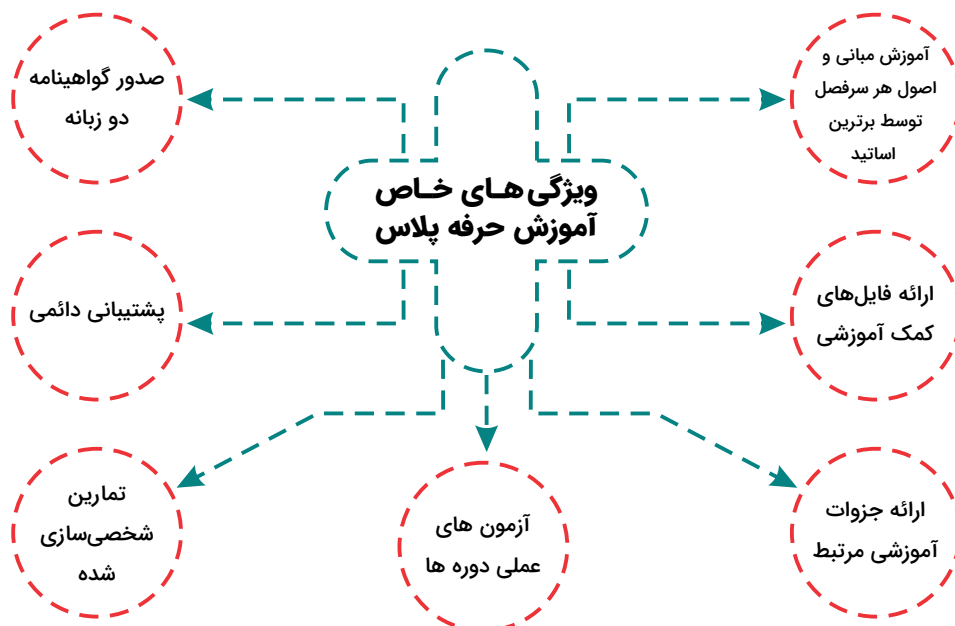 ویژگی هـای خـاص
آموزش حرفه پلاس
آموزش مبانی و
اصول هر سرفصل
توسط برترین
اساتید
ارائه فایل‌های
کمک آموزشی
ارائه جزوات
آموزشی مرتبط
آزمون های
عملی دوره ها
تمارین
شخصی‌سازی
شده
پشتیبانی دائمی
صدور گواهینامه
دو زبانه